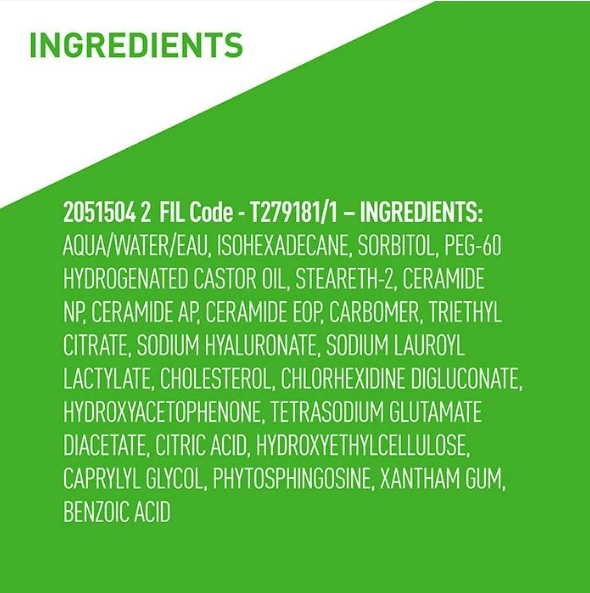 INGREDIENTS
2051504 2 FIL Code - T279181/1 – INGREDIENTS:
AQUA/WATER/EAU, ISOHEXADECANE, SORBITOL, PEG-60
HYDROGENATED CASTOR OIL, STEARETH-2, CERAMIDE
NP, CERAMIDE AP, CERAMIDE EOP, CARBOMER, TRIETHYL
CITRATE, SODIUM HYALURONATE, SODIUM LAUROYL
LACTYLATE, CHOLESTEROL, CHLORHEXIDINE DIGLUCONATE,
HYDROXYACETOPHENONE, TETRASODIUM GLUTAMATE
DIACETATE, CITRIC ACID, HYDROXYETHYLCELLULOSE,
CAPRYLYL GLYCOL, PHYTOSPHINGOSINE, XANTHAM GUM,
BENZOIC ACID